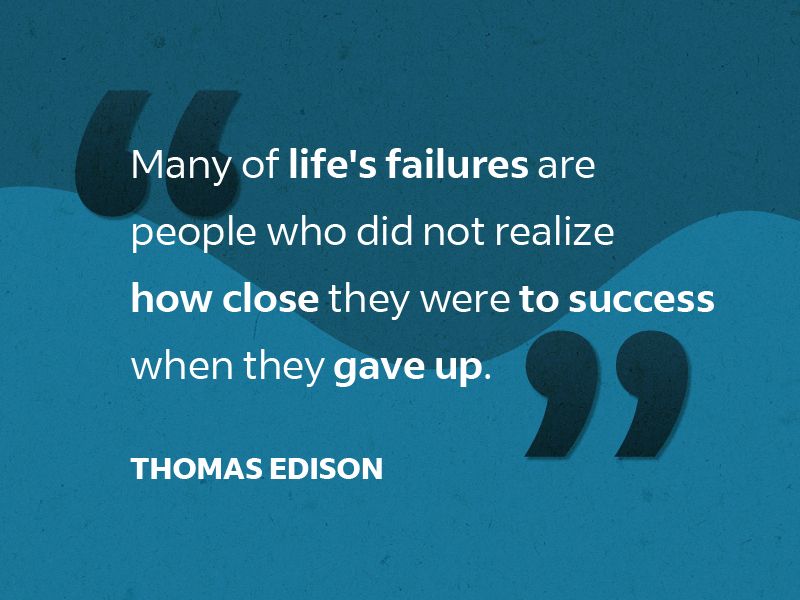 Many of life's failures are
people who did not realize
how close they were to success
when they gave up.
THOMAS EDISON